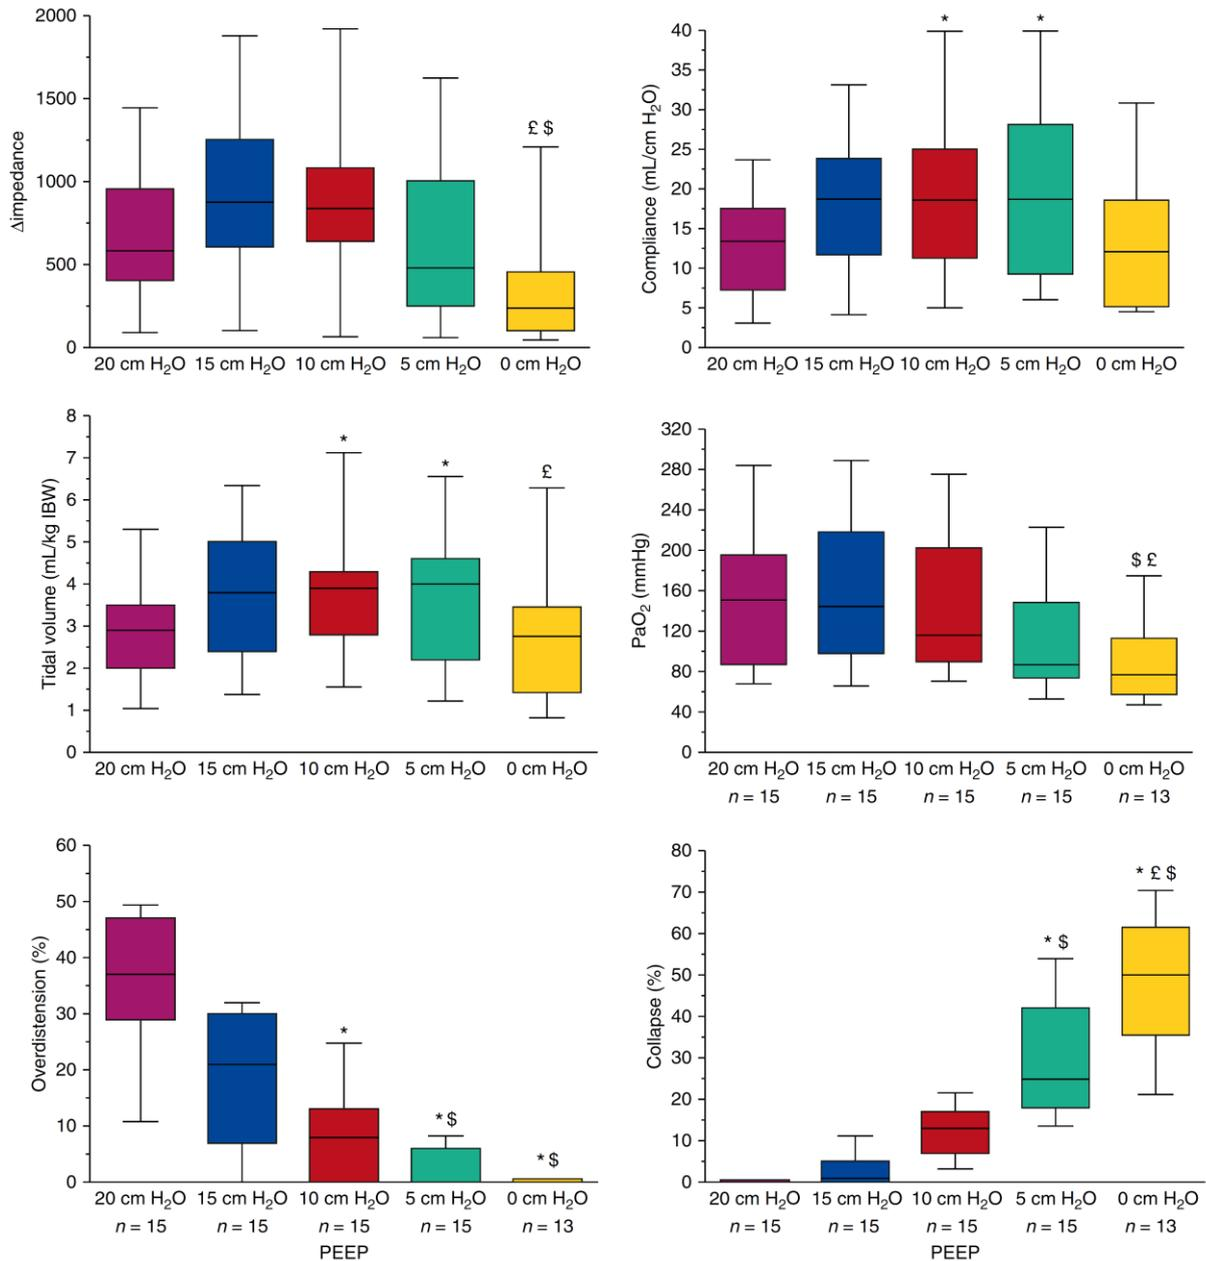 Δimpedance
2000
1500
1000
500
0
£ $
20 cm H₂O 15 cm H₂O 10 cm H₂O 5 cm H₂O 0 cm H₂O
Compliance (mL/cm H₂O)
40
35
30
25
20
15
10
5
0
* *
20 cm H₂O 15 cm H₂O 10 cm H₂O 5 cm H₂O 0 cm H₂O
Tidal volume (mL/kg IBW)
8
7
6
5
4
3
2
1
0
* * £
20 cm H₂O 15 cm H₂O 10 cm H₂O 5 cm H₂O 0 cm H₂O
PaO₂ (mmHg)
320
280
240
200
160
120
80
40
0
$ £
20 cm H₂O 15 cm H₂O 10 cm H₂O 5 cm H₂O 0 cm H₂O
n = 15 n = 15 n = 15 n = 15 n = 13
Overdistension (%)
60
50
40
30
20
10
0
* * $ * $
20 cm H₂O 15 cm H₂O 10 cm H₂O 5 cm H₂O 0 cm H₂O
n = 15 n = 15 n = 15 n = 15 n = 13
PEEP
Collapse (%)
80
70
60
50
40
30
20
10
0
* $ * £ $
20 cm H₂O 15 cm H₂O 10 cm H₂O 5 cm H₂O 0 cm H₂O
n = 15 n = 15 n = 15 n = 15 n = 13
PEEP